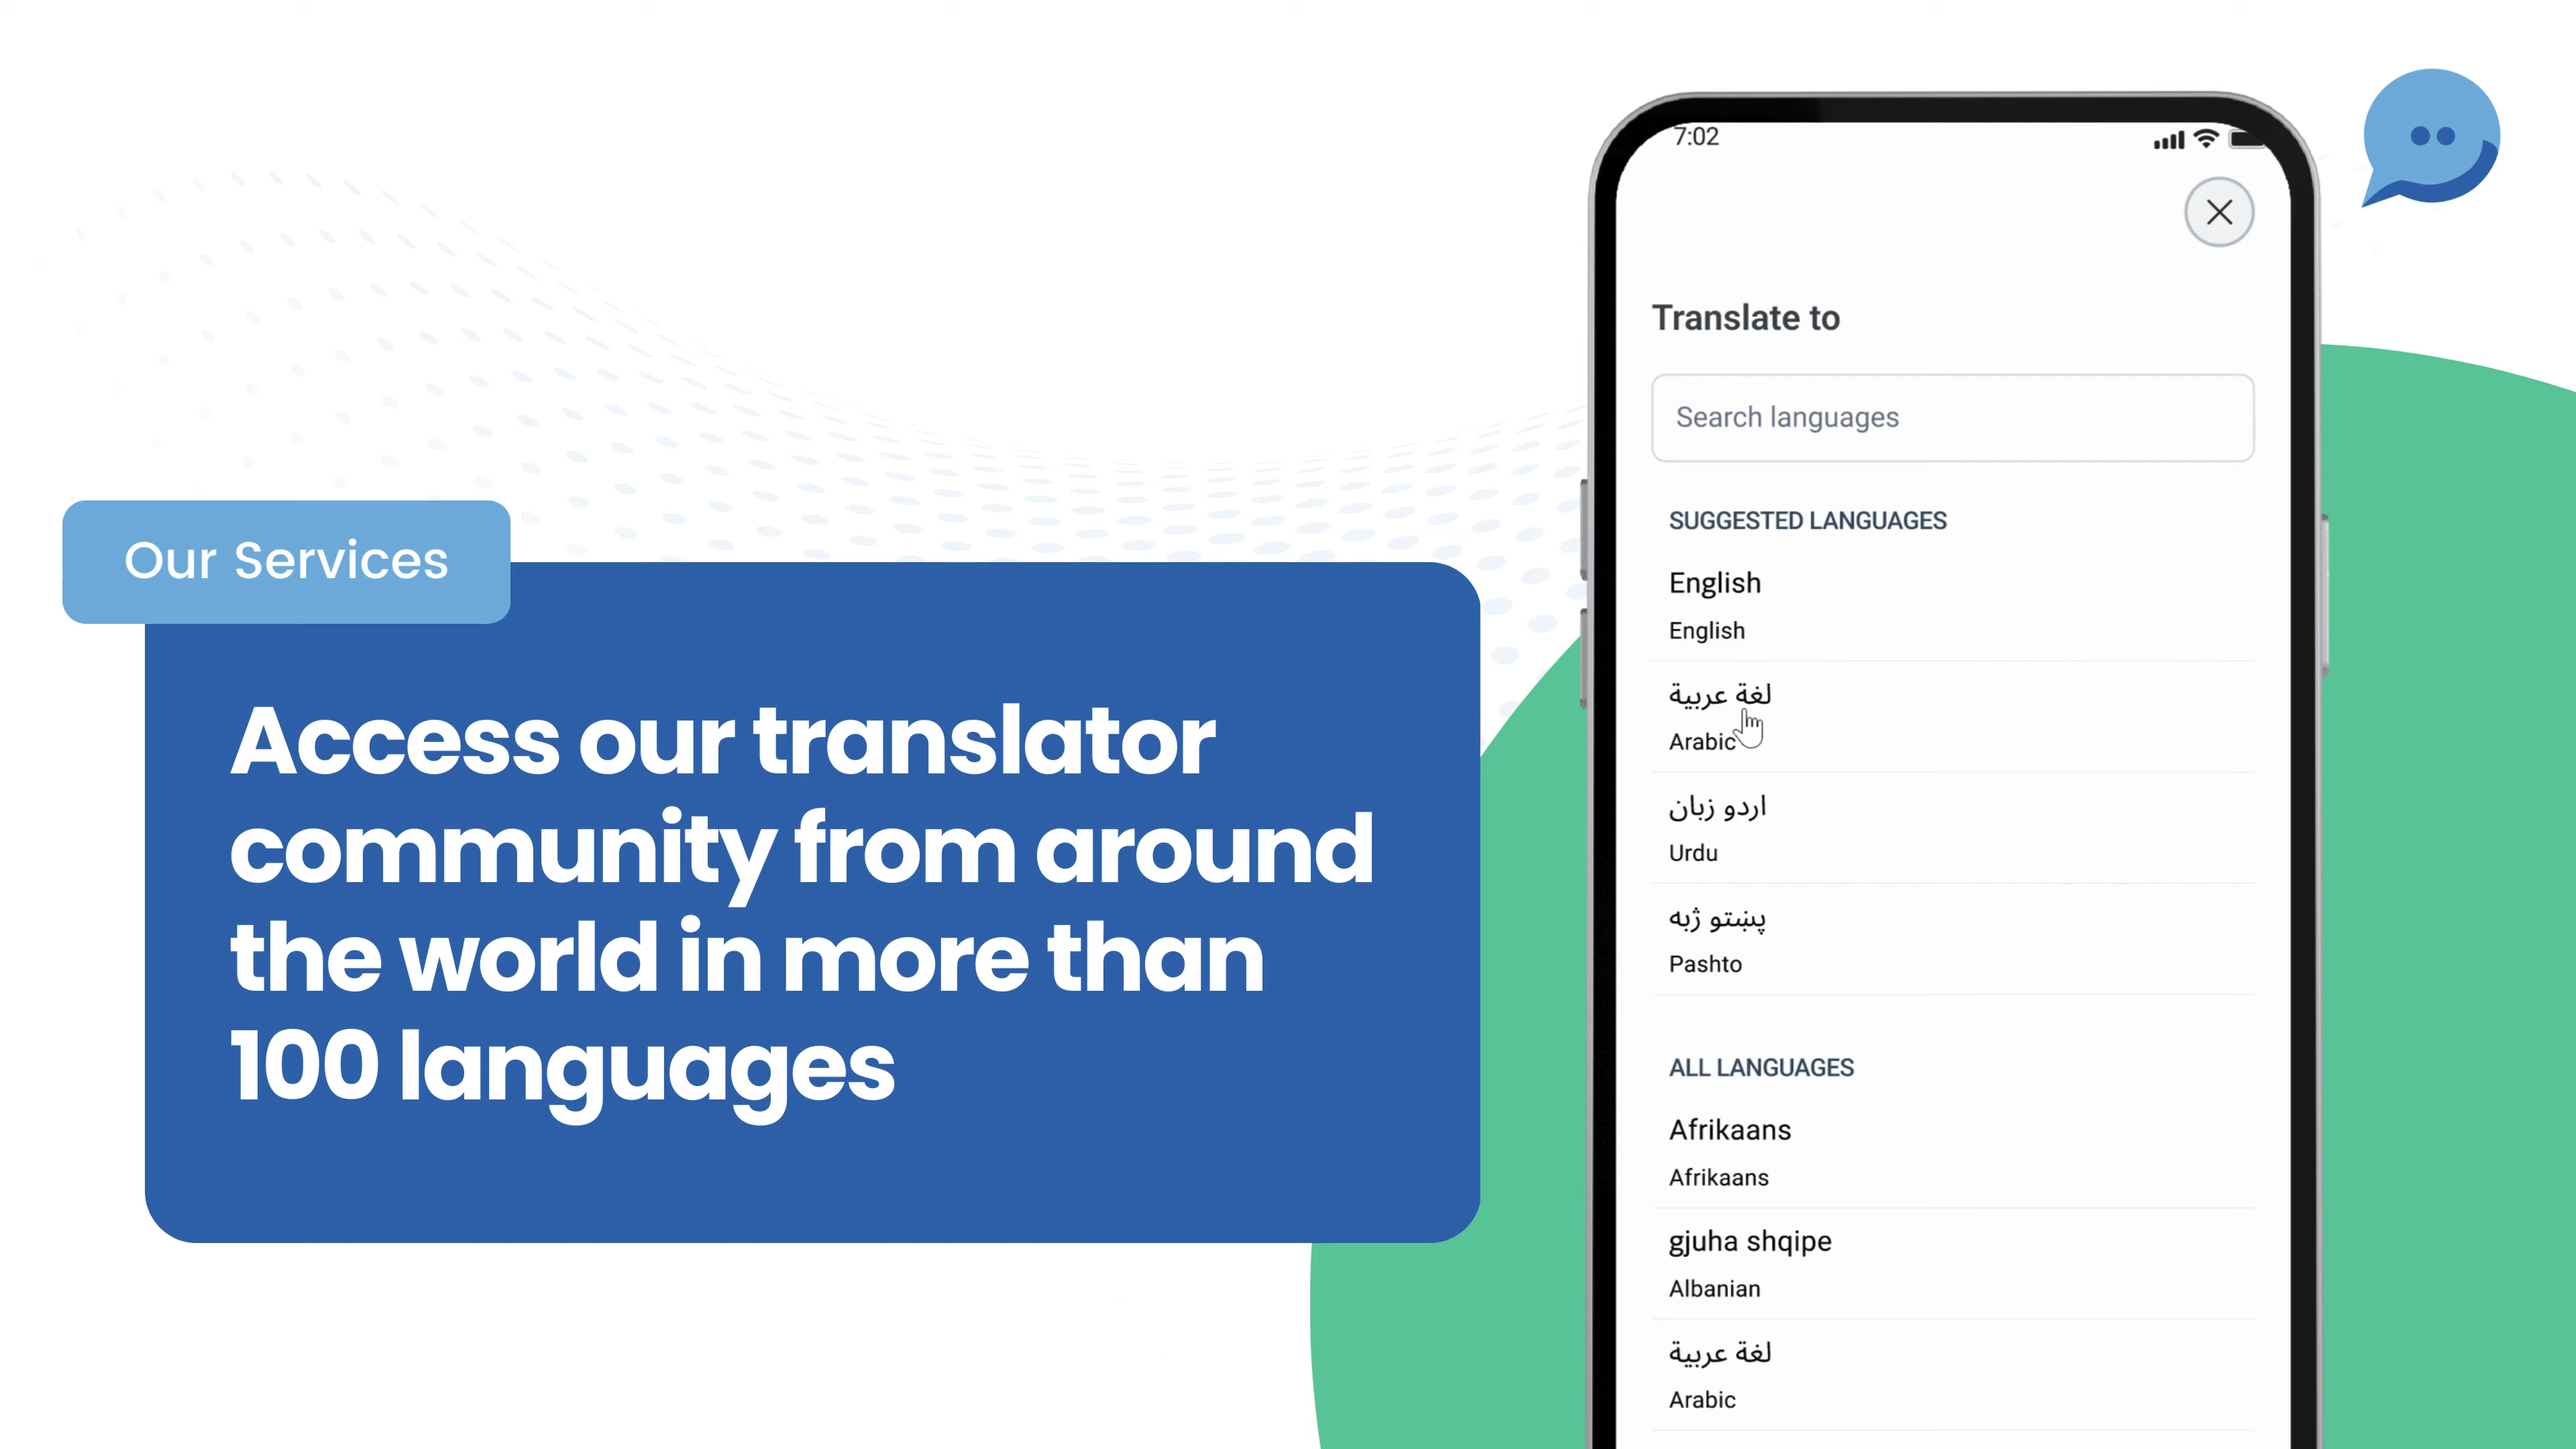 Our Services
Access our translator
community from around
the world in more than
100 languages
7:02
Translate to
Search languages
SUGGESTED LANGUAGES
English
English
لغة عربية
Arabic
اردو زبان
Urdu
پښتو ژبه
Pashto
ALL LANGUAGES
Afrikaans
Afrikaans
gjuha shqipe
Albanian
لغة عربية
Arabic